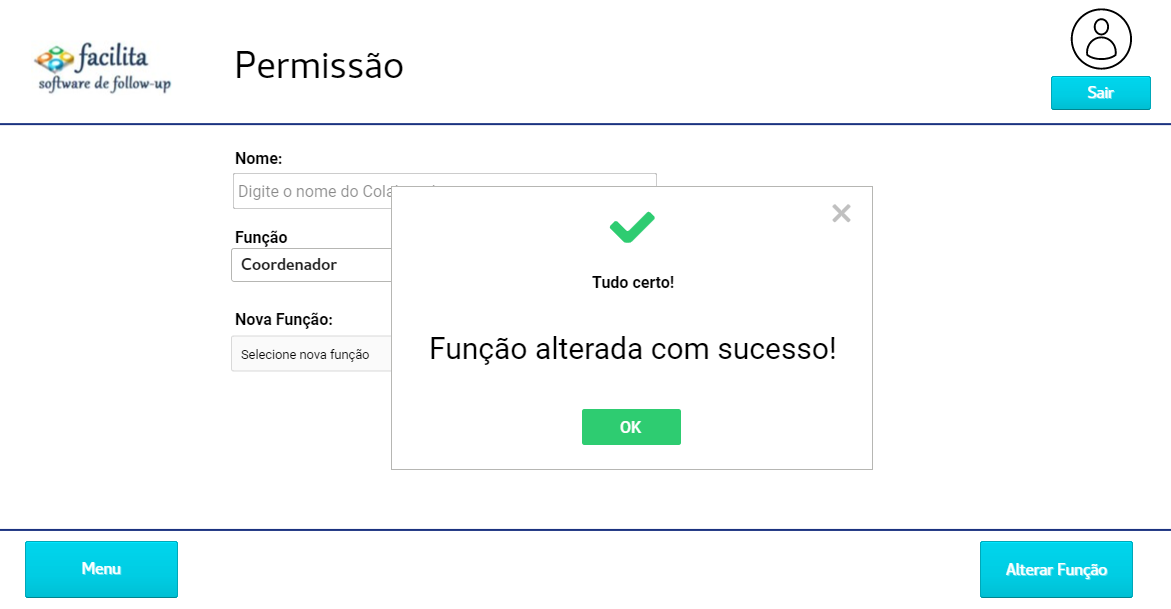 facilita
software de follow-up
Permissão
Sair
Nome:
Digite o nome do Cola
Função
Coordenador
Nova Função:
Selecione nova função
Tudo certo!
Função alterada com sucesso!
OK
Menu
Alterar Função